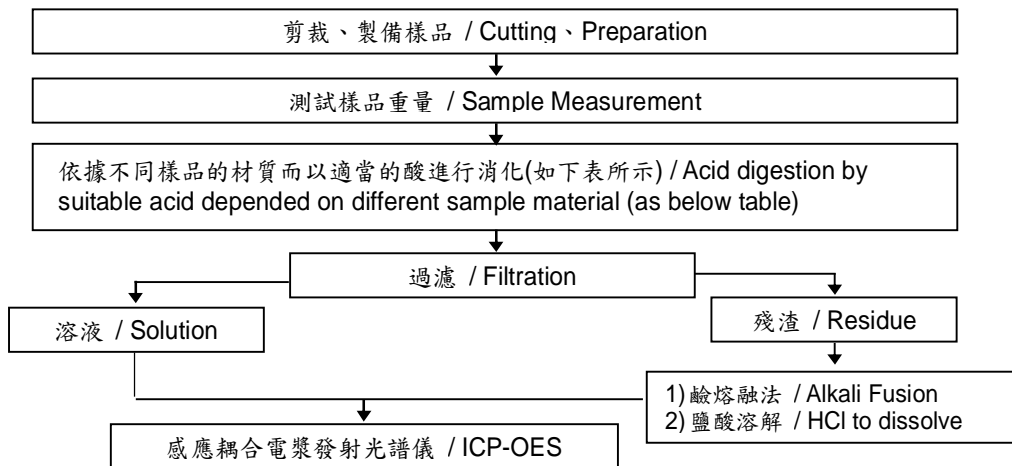 剪裁、製備樣品 / Cutting、Preparation
測試樣品重量 / Sample Measurement
依據不同樣品的材質而以適當的酸進行消化(如下表所示) / Acid digestion by
suitable acid depended on different sample material (as below table)
過濾 / Filtration
溶液 / Solution
殘渣 / Residue
1) 鹼熔融法 / Alkali Fusion
2) 鹽酸溶解 / HCl to dissolve
感應耦合電漿發射光譜儀 / ICP-OES